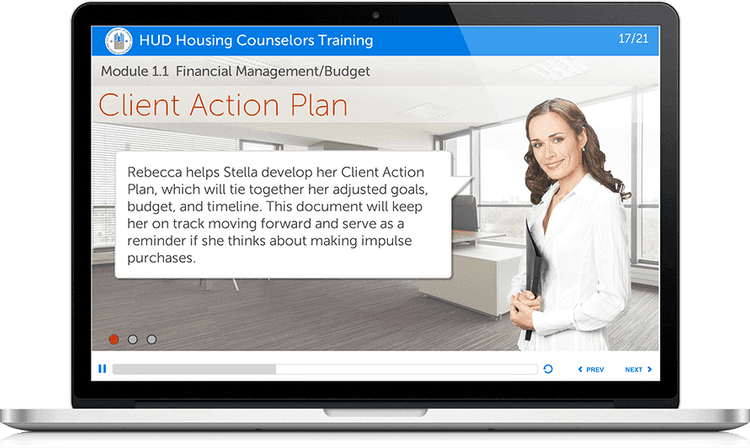 HUD Housing Counselors Training
17/21
Module 1.1 Financial Management/Budget
Client Action Plan
Rebecca helps Stella develop her Client Action
Plan, which will tie together her adjusted goals,
budget, and timeline. This document will keep
her on track moving forward and serve as a
reminder if she thinks about making impulse
purchases.
PREV
NEXT